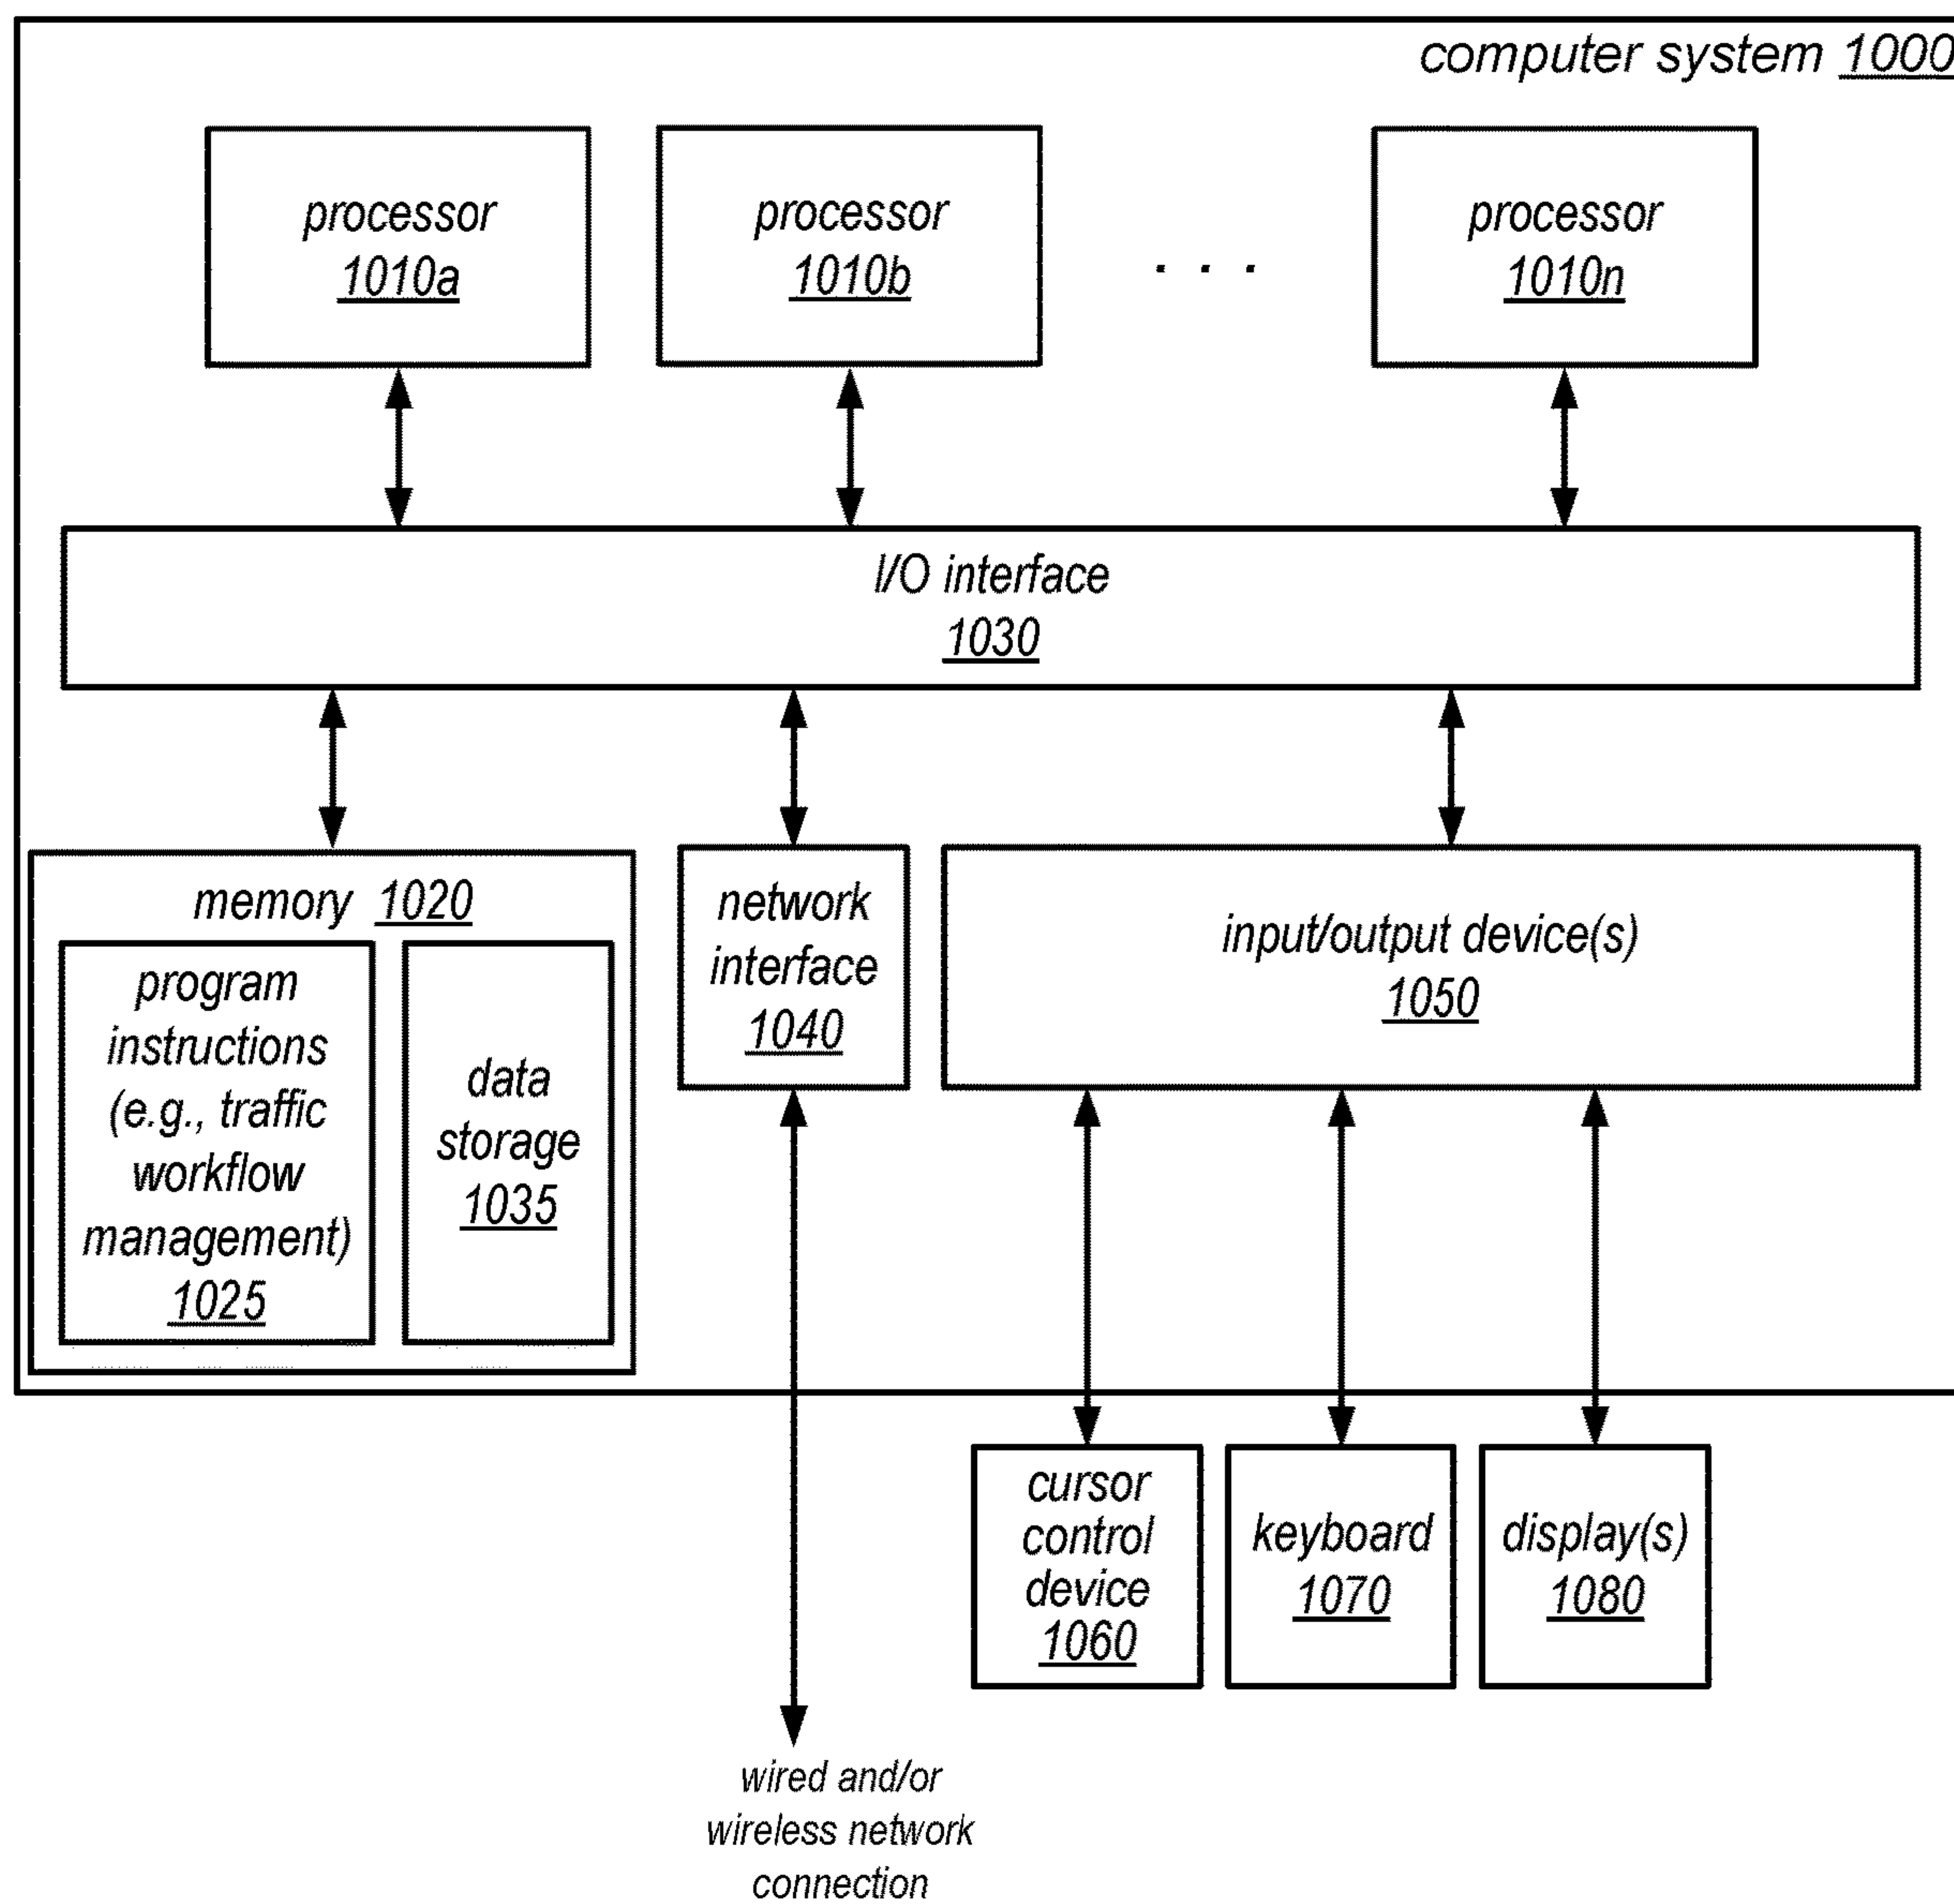 computer system 1000
processor
1010a
processor
1010b
. . .
processor
1010n
I/O interface
1030
memory 1020
program
instructions
(e.g., traffic
workflow
management)
1025
data
storage
1035
network
interface
1040
input/output device(s)
1050
cursor
control
device
1060
keyboard
1070
display(s)
1080
wired and/or
wireless network
connection